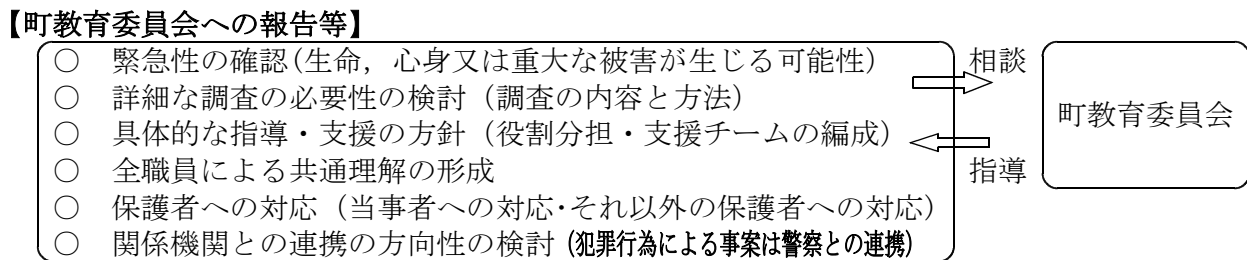 【町教育委員会への報告等】
○ 緊急性の確認(生命，心身又は重大な被害が生じる可能性)
○ 詳細な調査の必要性の検討（調査の内容と方法）
○ 具体的な指導・支援の方針（役割分担・支援チームの編成）
○ 全職員による共通理解の形成
○ 保護者への対応（当事者への対応･それ以外の保護者への対応）
○ 関係機関との連携の方向性の検討（犯罪行為による事案は警察との連携）
相談
指導
町教育委員会